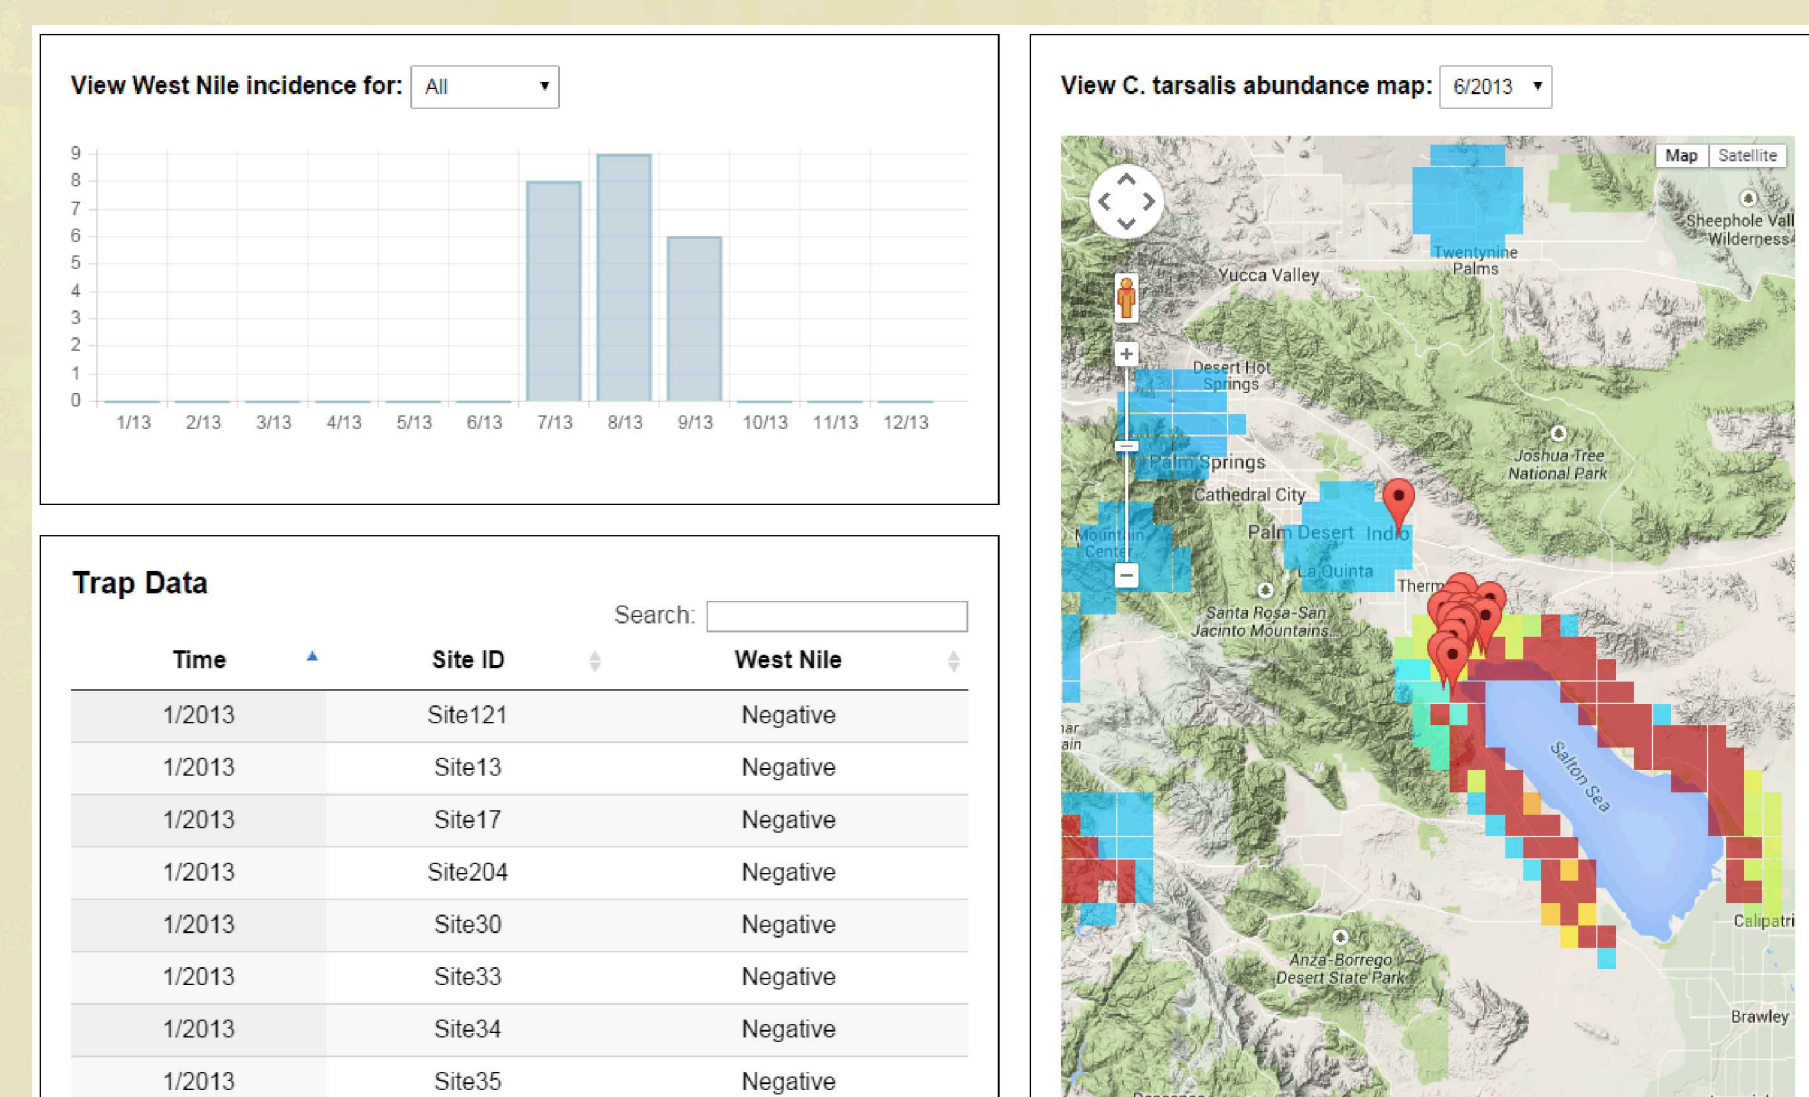 View West Nile incidence for: All
9
8
7
6
5
4
3
2
1
0
1/13 2/13 3/13 4/13 5/13 6/13 7/13 8/13 9/13 10/13 11/13 12/13
Trap Data
Search:
Time Site ID West Nile
1/2013 Site121 Negative
1/2013 Site13 Negative
1/2013 Site17 Negative
1/2013 Site204 Negative
1/2013 Site30 Negative
1/2013 Site33 Negative
1/2013 Site34 Negative
1/2013 Site35 Negative
View C. tarsalis abundance map: 6/2013
Map Satellite
Sheephole Vall
Wilderness
Twentynine
Palms
Yucca Valley
Desert Hot
Springs
Joshua Tree
National Park
Palm Springs
Cathedral City
Palm Desert Indio
Mountain
Center
La Quinta
Therm
Santa Rosa-San
Jacinto Mountains...
ain
Salton Sea
Calipatri
Anza-Borrego
Desert State Park
Brawley